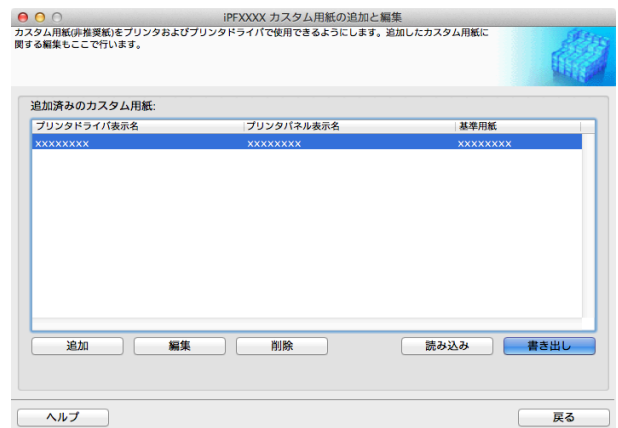 iPFXXXX カスタム用紙の追加と編集
カスタム用紙(非推奨紙)をプリンタおよびプリンタドライバで使用できるようにします。追加したカスタム用紙に
関する編集もここで行います。
追加済みのカスタム用紙:
プリンタドライバ表示名 プリンタパネル表示名 基準用紙
xxxxxxxx xxxxxxxx xxxxxxxx
追加 編集 削除 読み込み 書き出し
ヘルプ 戻る